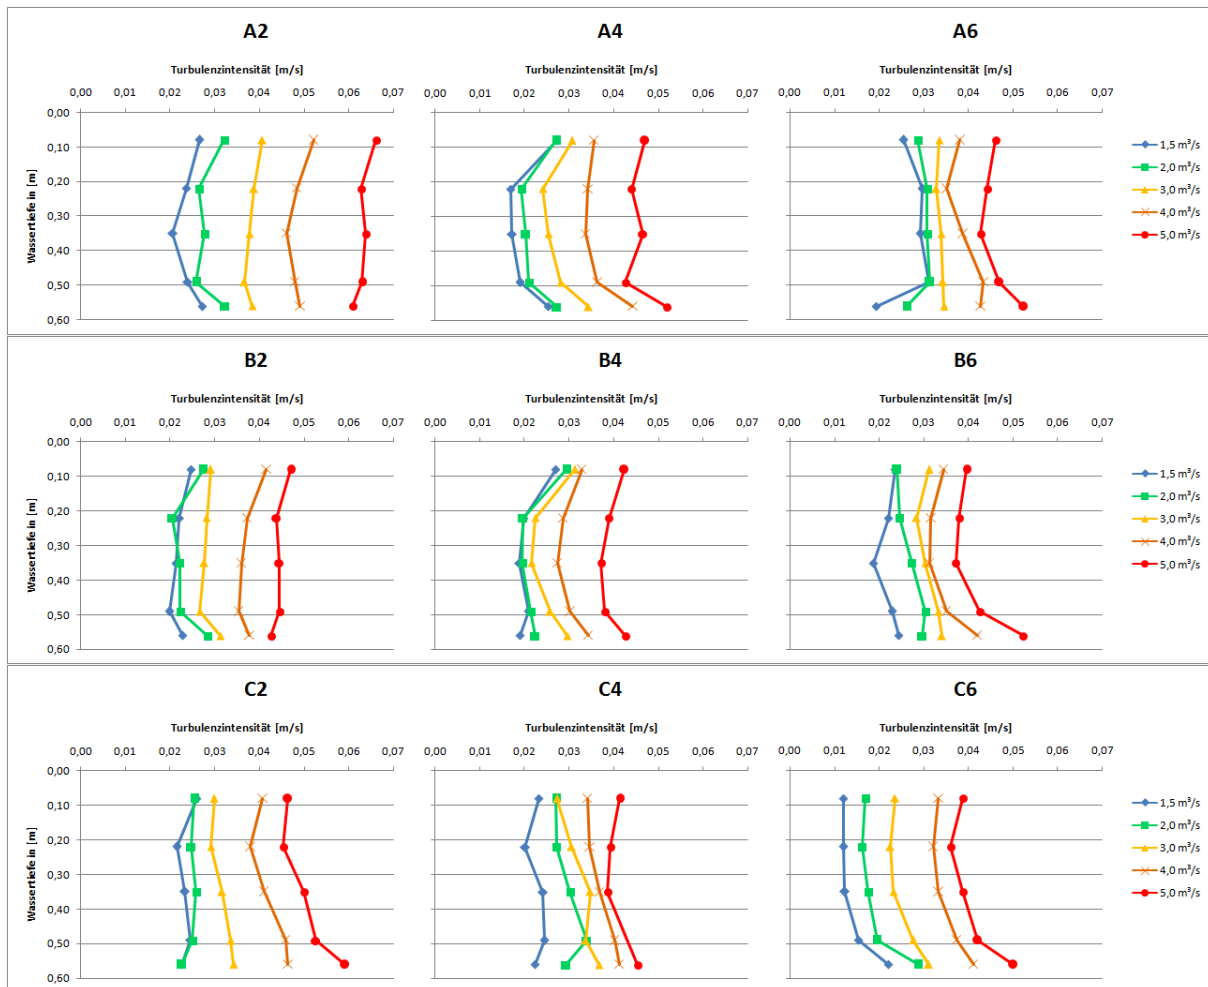 A2 A4 A6
Turbulenzintensität [m/s] Turbulenzintensität [m/s] Turbulenzintensität [m/s]
0,00 0,01 0,02 0,03 0,04 0,05 0,06 0,07 0,00 0,01 0,02 0,03 0,04 0,05 0,06 0,07 0,00 0,01 0,02 0,03 0,04 0,05 0,06 0,07
0,00
0,10
0,20
0,30
0,40
0,50
0,60
Wassertiefe in [m]
1,5 m³/s
2,0 m³/s
3,0 m³/s
4,0 m³/s
5,0 m³/s
B2 B4 B6
Turbulenzintensität [m/s] Turbulenzintensität [m/s] Turbulenzintensität [m/s]
0,00 0,01 0,02 0,03 0,04 0,05 0,06 0,07 0,00 0,01 0,02 0,03 0,04 0,05 0,06 0,07 0,00 0,01 0,02 0,03 0,04 0,05 0,06 0,07
0,00
0,10
0,20
0,30
0,40
0,50
0,60
Wassertiefe in [m]
1,5 m³/s
2,0 m³/s
3,0 m³/s
4,0 m³/s
5,0 m³/s
C2 C4 C6
Turbulenzintensität [m/s] Turbulenzintensität [m/s] Turbulenzintensität [m/s]
0,00 0,01 0,02 0,03 0,04 0,05 0,06 0,07 0,00 0,01 0,02 0,03 0,04 0,05 0,06 0,07 0,00 0,01 0,02 0,03 0,04 0,05 0,06 0,07
0,00
0,10
0,20
0,30
0,40
0,50
0,60
Wassertiefe in [m]
1,5 m³/s
2,0 m³/s
3,0 m³/s
4,0 m³/s
5,0 m³/s